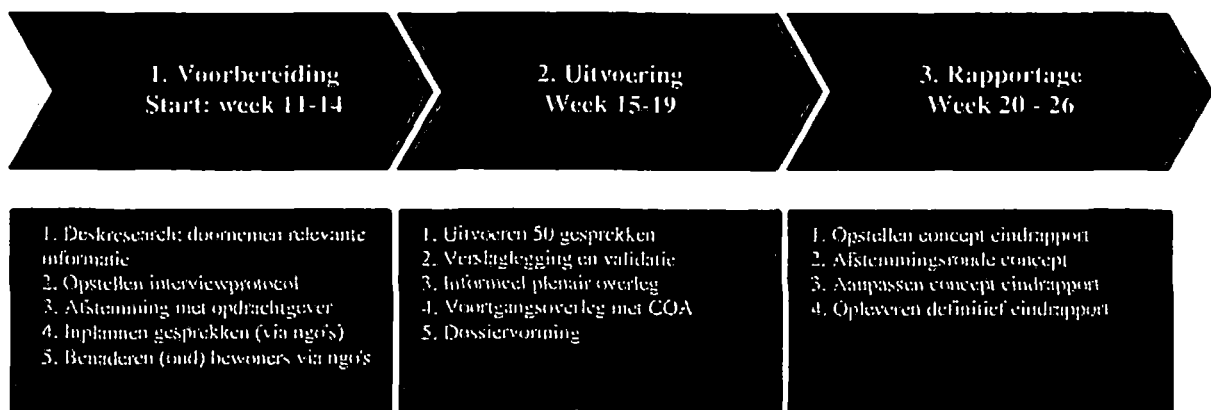 1. Voorbereiding
Start: week 11-14
2. Uitvoering
Week 15-19
3. Rapportage
Week 20 - 26
1. Deskresearch: doornemen relevante
informatie
2. Opstellen interviewprotocol
3. Afstemming met opdrachtgever
4. Inplannen gesprekken (via ngo's)
5. Benaderen (oud) bewoners via ngo's
1. Uitvoeren 50 gesprekken
2. Verslaglegging en validatie
3. Informeel plenair overleg
4. Voortgangsoverleg met COA
5. Dossiervorming
1. Opstellen concept eindrapport
2. Afstemmingsronde concept
3. Aanpassen concept eindrapport
4. Opleveren definitief eindrapport